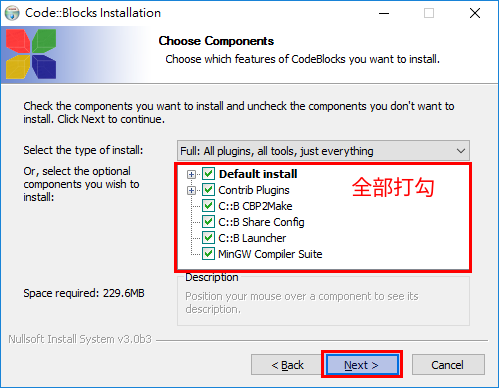 Code::Blocks Installation
Choose Components
Choose which features of CodeBlocks you want to install.
Check the components you want to install and uncheck the components you don't want to
install. Click Next to continue.
Select the type of install:
Full: All plugins, all tools, just everything
Or, select the optional
components you wish to
install:
Default install
Contrib Plugins
C::B CBP2Make
C::B Share Config
C::B Launcher
MinGW Compiler Suite
全部打勾
Space required: 229.6MB
Description
Position your mouse over a component to see its
description.
Nullsoft Install System v3.0b3
< Back
Next >
Cancel